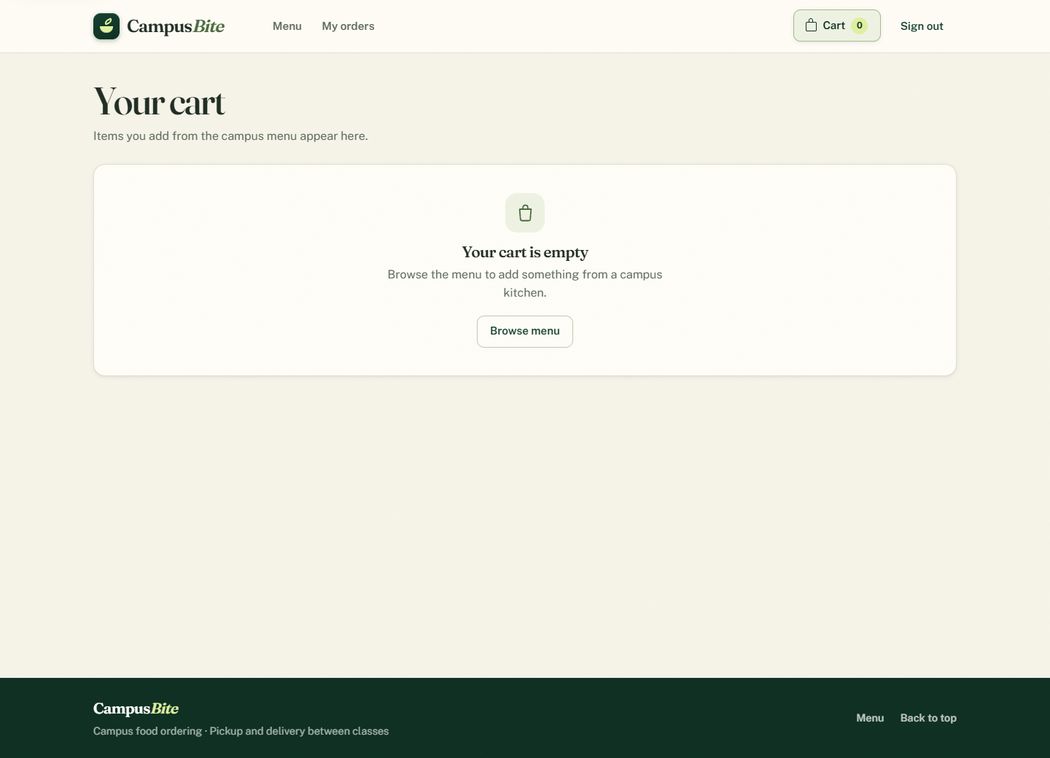 CampusBite
Menu
My orders
Cart 0
Sign out
Your cart
Items you add from the campus menu appear here.
Your cart is empty
Browse the menu to add something from a campus
kitchen.
Browse menu
CampusBite
Campus food ordering · Pickup and delivery between classes
Menu
Back to top